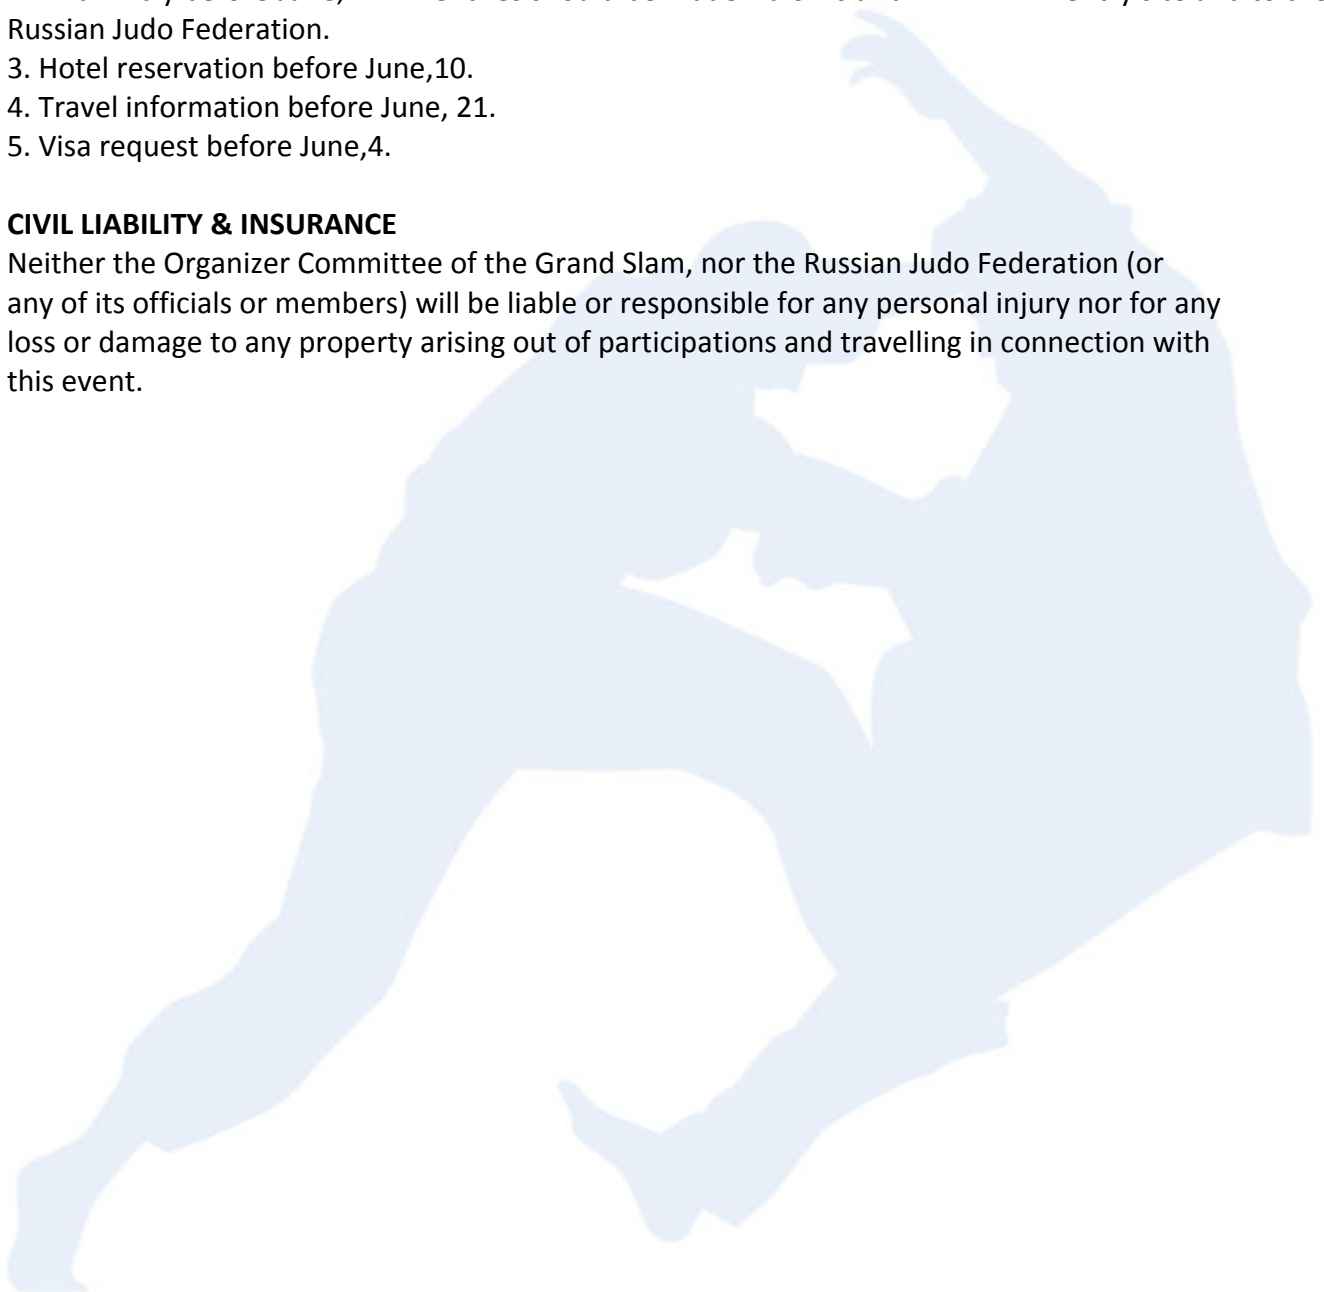 Russian Judo Federation.
3. Hotel reservation before June,10.
4. Travel information before June, 21.
5. Visa request before June,4.
CIVIL LIABILITY & INSURANCE
Neither the Organizer Committee of the Grand Slam, nor the Russian Judo Federation (or
any of its officials or members) will be liable or responsible for any personal injury nor for any
loss or damage to any property arising out of participations and travelling in connection with
this event.